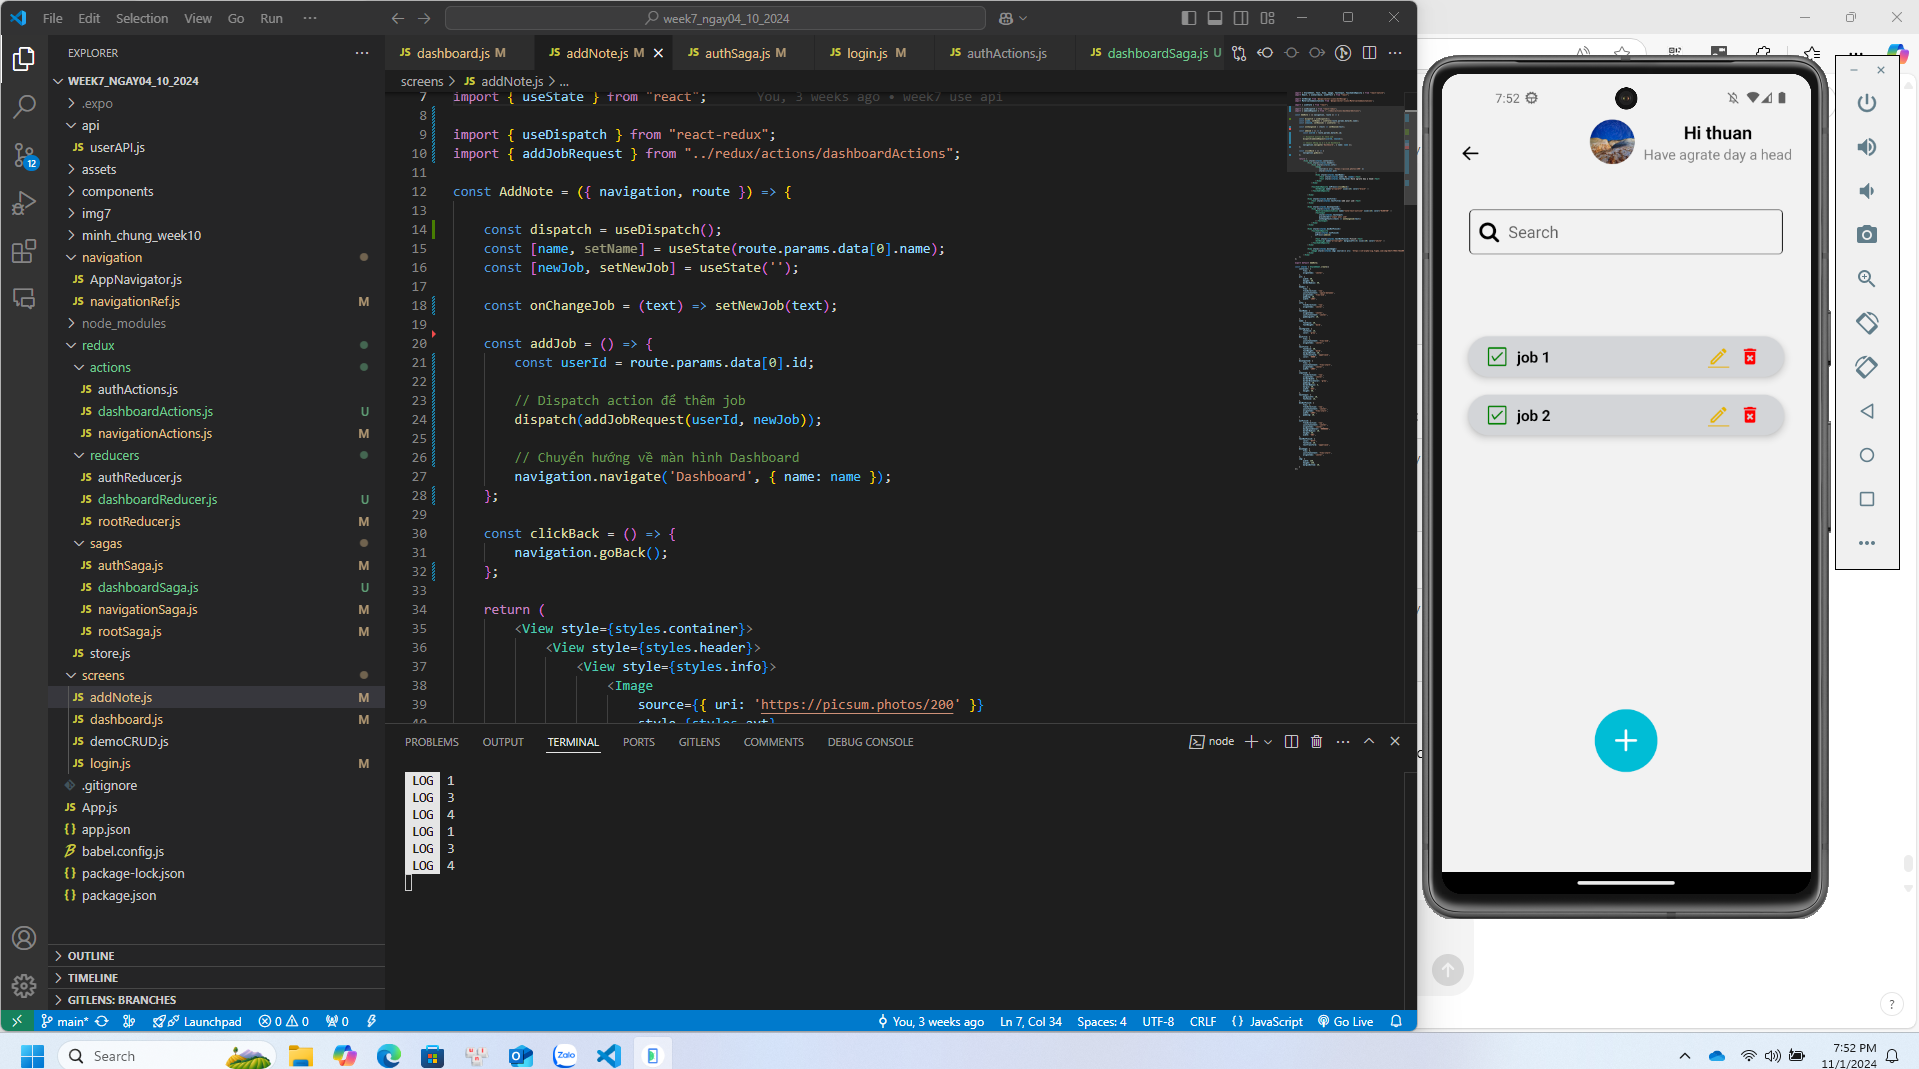 File Edit Selection View Go Run ···
week7_ngay04_10_2024
EXPLORER
WEEK7_NGAY04_10_2024
.expo
api
JS userAPI.js
assets
components
img7
minh_chung_week10
navigation
JS AppNavigator.js
JS navigationRef.js M
node_modules
redux
actions
JS authActions.js
JS dashboardActions.js U
JS navigationActions.js M
reducers
JS authReducer.js
JS dashboardReducer.js U
JS rootReducer.js M
sagas
JS authSaga.js M
JS dashboardSaga.js U
JS navigationSaga.js M
JS rootSaga.js M
JS store.js
screens
JS addNote.js M
JS dashboard.js M
JS demoCRUD.js
JS login.js M
.gitignore
JS App.js
{} app.json
babel.config.js
{} package-lock.json
{} package.json
OUTLINE
TIMELINE
GITLENS: BRANCHES
12
JS dashboard.js M JS addNote.js M JS authSaga.js M JS login.js M JS authActions.js JS dashboardSaga.js U
screens > JS addNote.js > ...
7 import { useState } from "react"; You, 3 weeks ago • week7 use api
8
9 import { useDispatch } from "react-redux";
10 import { addJobRequest } from "../redux/actions/dashboardActions";
11
12 const AddNote = ({ navigation, route }) => {
13
14 const dispatch = useDispatch();
15 const [name, setName] = useState(route.params.data[0].name);
16 const [newJob, setNewJob] = useState('');
17
18 const onChangeJob = (text) => setNewJob(text);
19
20 const addJob = () => {
21 const userId = route.params.data[0].id;
22
23 // Dispatch action để thêm job
24 dispatch(addJobRequest(userId, newJob));
25
26 // Chuyển hướng về màn hình Dashboard
27 navigation.navigate('Dashboard', { name: name });
28 };
29
30 const clickBack = () => {
31 navigation.goBack();
32 };
33
34 return (
35 <View style={styles.container}>
36 <View style={styles.header}>
37 <View style={styles.info}>
38 <Image
39 source={{ uri: 'https://picsum.photos/200' }}
PROBLEMS OUTPUT TERMINAL PORTS GITLENS COMMENTS DEBUG CONSOLE
node
LOG 1
LOG 3
LOG 4
LOG 1
LOG 3
LOG 4
main* Launchpad 0 0 0
You, 3 weeks ago Ln 7, Col 34 Spaces: 4 UTF-8 CRLF {} JavaScript Go Live
7:52
Hi thuan
Have agrate day a head
Search
job 1
job 2
Search
Zalo
7:52 PM
11/1/2024